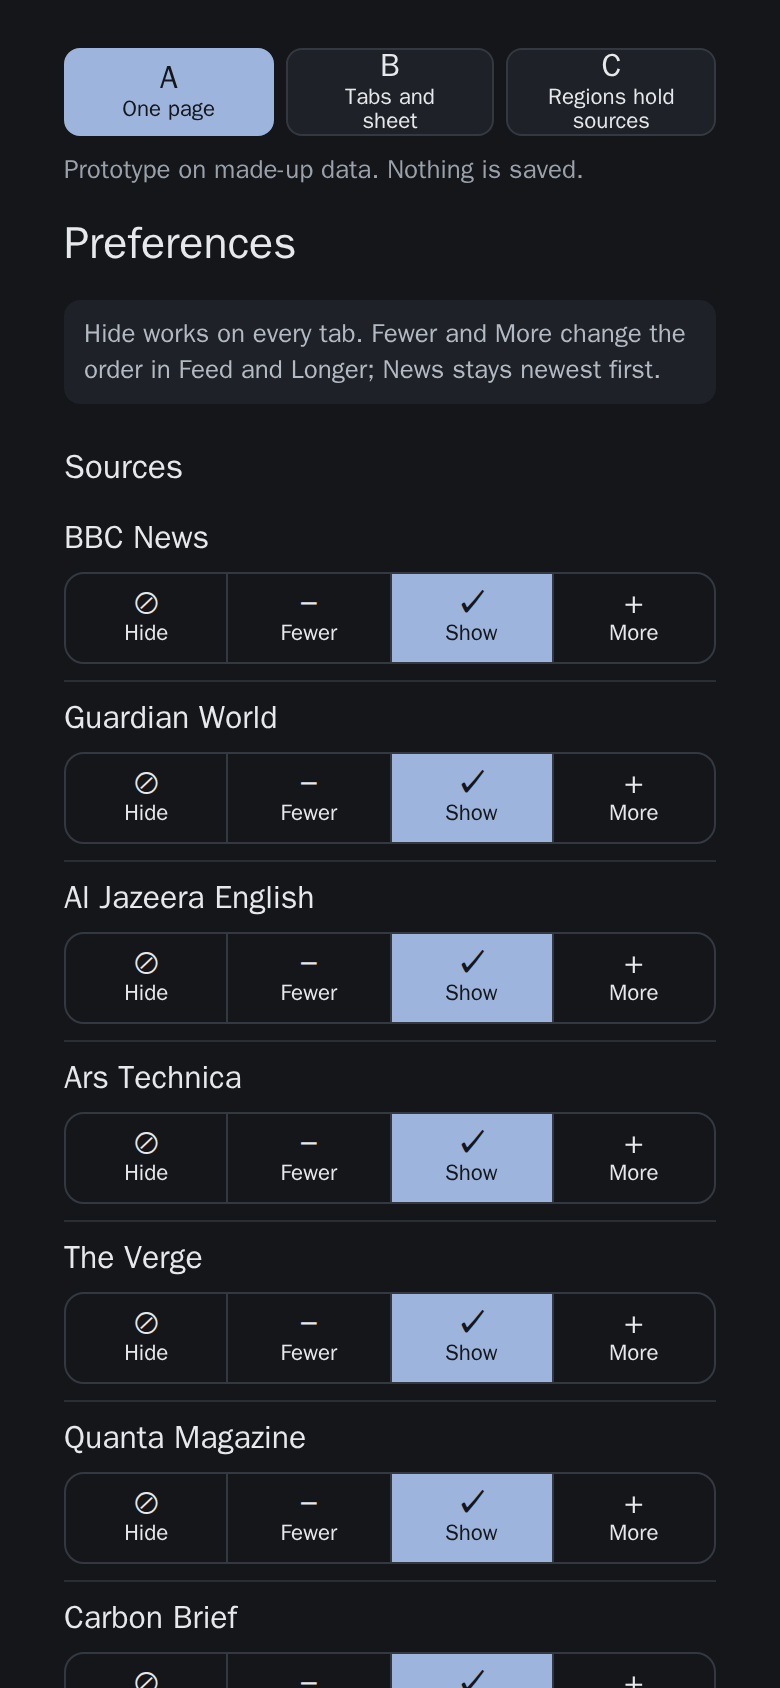 A
One page
B
Tabs and
sheet
C
Regions hold
sources
Prototype on made-up data. Nothing is saved.
Preferences
Hide works on every tab. Fewer and More change the
order in Feed and Longer; News stays newest first.
Sources
BBC News
⊘ − ✓ +
Hide Fewer Show More
Guardian World
⊘ − ✓ +
Hide Fewer Show More
Al Jazeera English
⊘ − ✓ +
Hide Fewer Show More
Ars Technica
⊘ − ✓ +
Hide Fewer Show More
The Verge
⊘ − ✓ +
Hide Fewer Show More
Quanta Magazine
⊘ − ✓ +
Hide Fewer Show More
Carbon Brief
⊘ − ✓ +